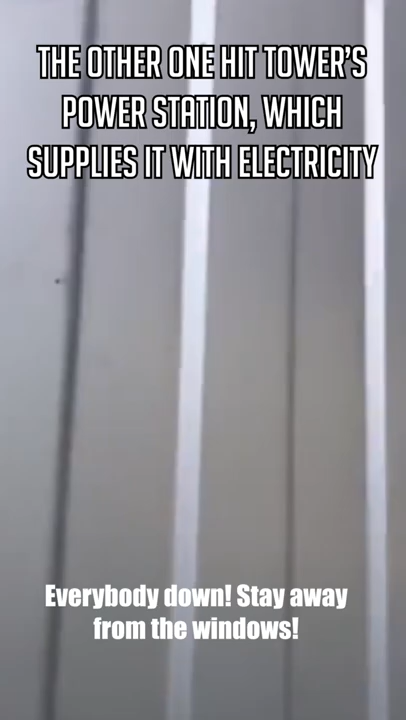 THE OTHER ONE HIT TOWER'S
POWER STATION, WHICH
SUPPLIES IT WITH ELECTRICITY
Everybody down! Stay away
from the windows!